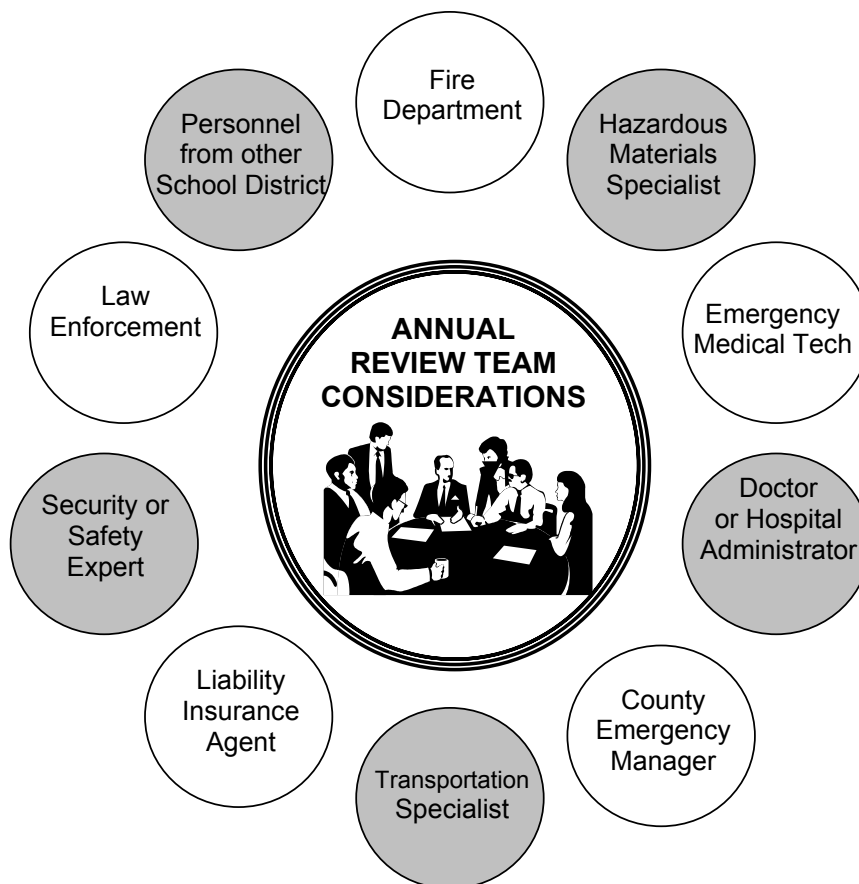 Fire
Department
Hazardous
Materials
Specialist
Emergency
Medical Tech
Doctor
or Hospital
Administrator
County
Emergency
Manager
Transportation
Specialist
Liability
Insurance
Agent
Security or
Safety
Expert
Law
Enforcement
Personnel
from other
School District
ANNUAL
REVIEW TEAM
CONSIDERATIONS